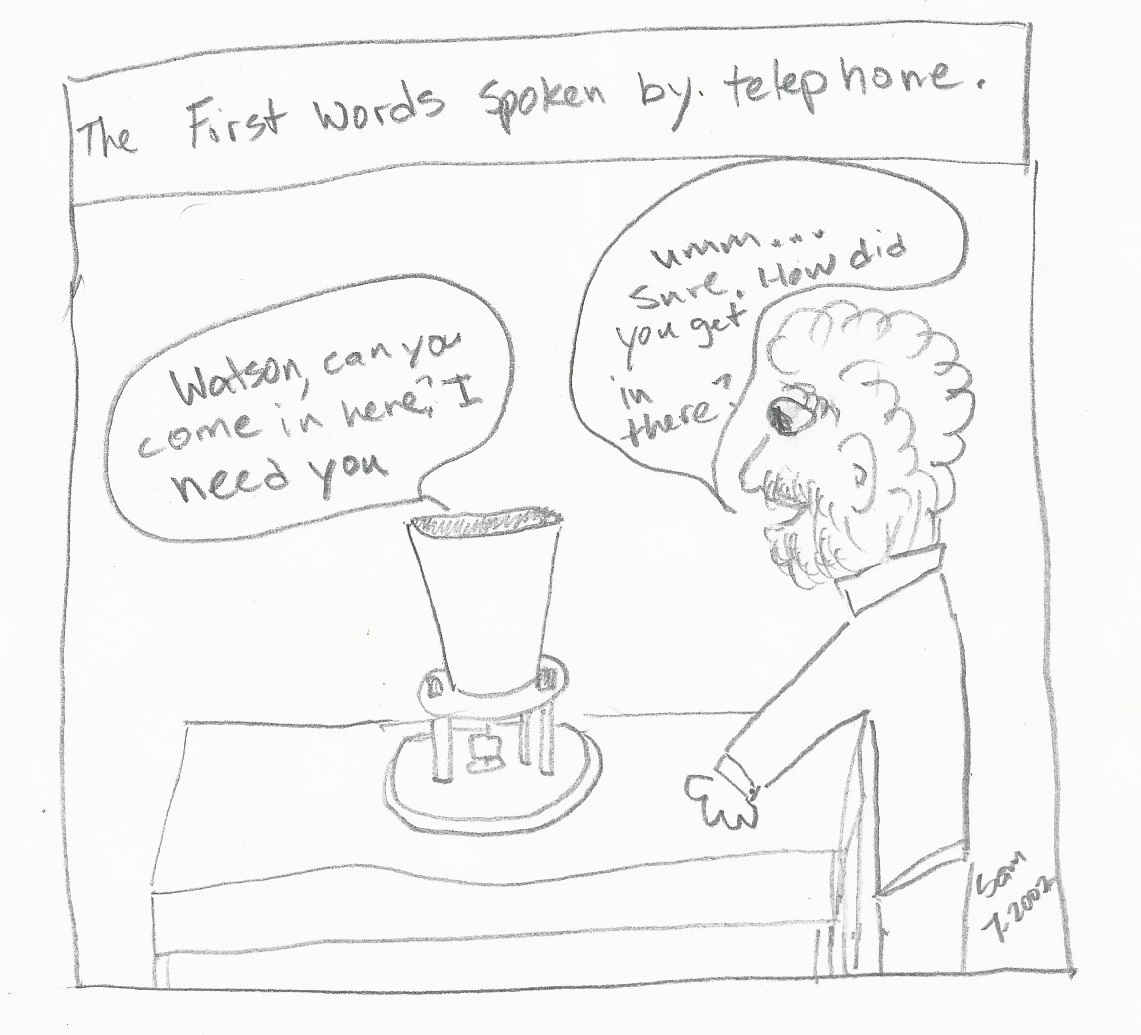 The First Words Spoken by. telephone.
Watson, can you
come in here? I
need you
umm...
Sure. How did
you get
in
there?
Sam
7.2002